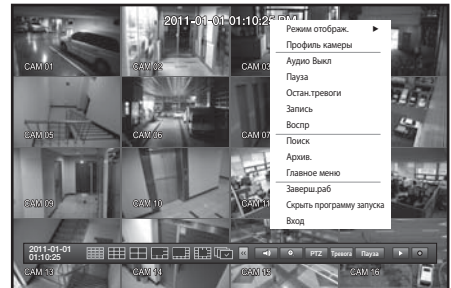 2011-01-01 01:10:25 PM
CAM 01
CAM 02
CAM 03
CAM 05
CAM 06
CAM 07
CAM 09
CAM 10
CAM 11
CAM 13
CAM 14
CAM 15
CAM 16
Режим отображ.
Профиль камеры
Аудио Выкл
Пауза
Остан.тревоги
Запись
Воспр
Поиск
Архив.
Главное меню
Заверш.раб
Скрыть программу запуска
Вход
2011-01-01
01:10:25
PTZ
Тревога
Пауза